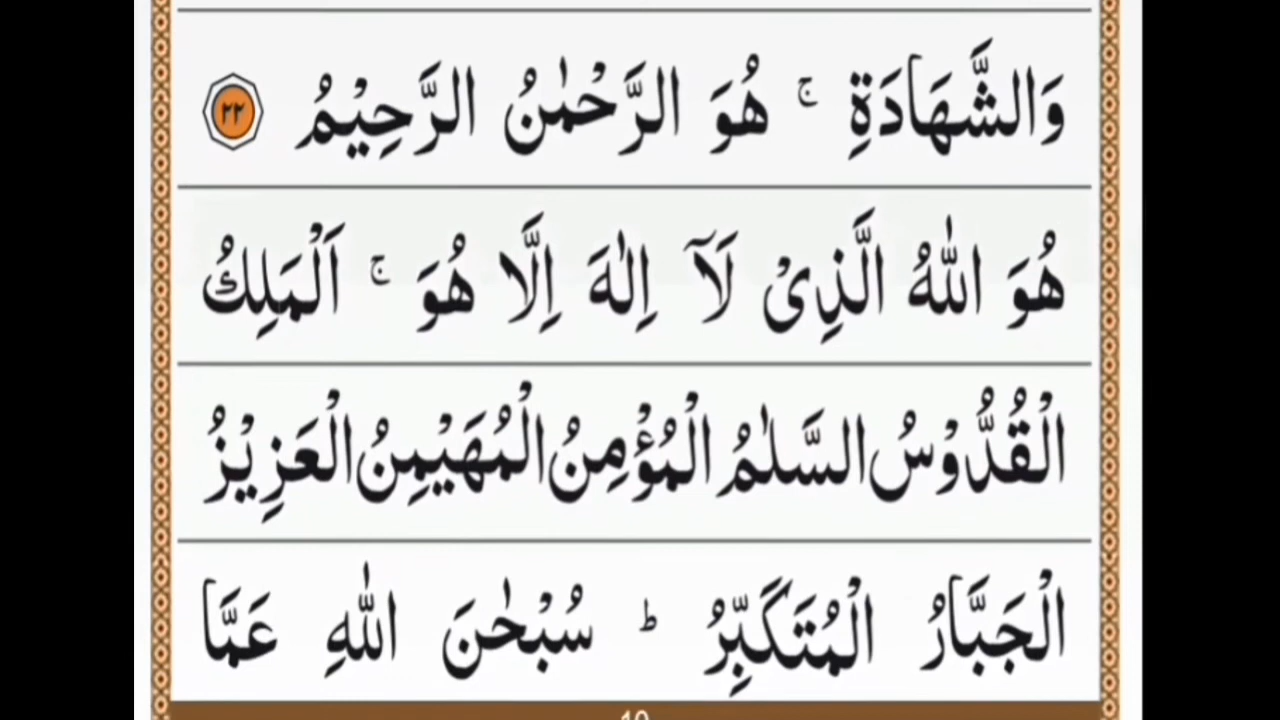 وَالشَّهَادَةِ ۚ هُوَ الرَّحْمٰنُ الرَّحِيْمُ ٢٢
هُوَ اللّٰهُ الَّذِىْ لَآ اِلٰهَ اِلَّا هُوَ ۚ اَلْمَلِكُ
الْقُدُّوْسُ السَّلٰمُ الْمُؤْمِنُ الْمُهَيْمِنُ الْعَزِيْزُ
الْجَبَّارُ الْمُتَكَبِّرُ ؕ سُبْحٰنَ اللّٰهِ عَمَّا